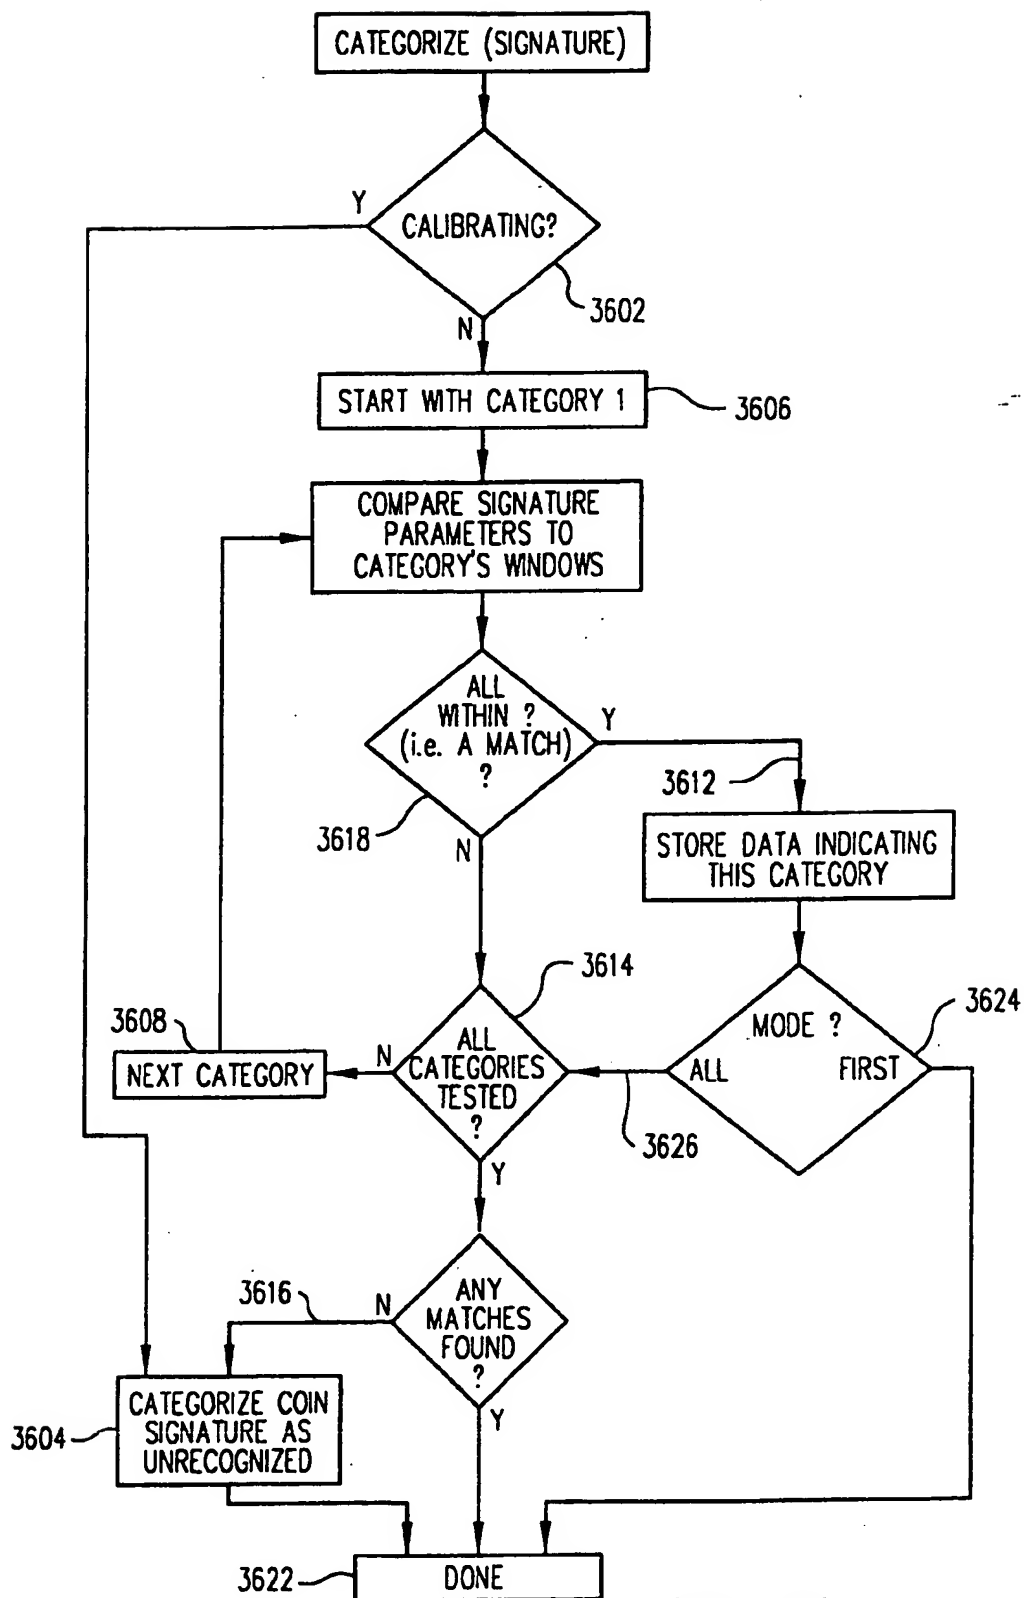 CATEGORIZE (SIGNATURE)
Y
CALIBRATING?
3602
N
START WITH CATEGORY 1
3606
COMPARE SIGNATURE
PARAMETERS TO
CATEGORY'S WINDOWS
ALL
WITHIN ?
(i.e. A MATCH)
?
Y
3612
3618
N
STORE DATA INDICATING
THIS CATEGORY
3614
3624
MODE ?
ALL
FIRST
3608
NEXT CATEGORY
N
ALL
CATEGORIES
TESTED
?
3626
Y
3616
N
ANY
MATCHES
FOUND
?
Y
3604
CATEGORIZE COIN
SIGNATURE AS
UNRECOGNIZED
3622
DONE